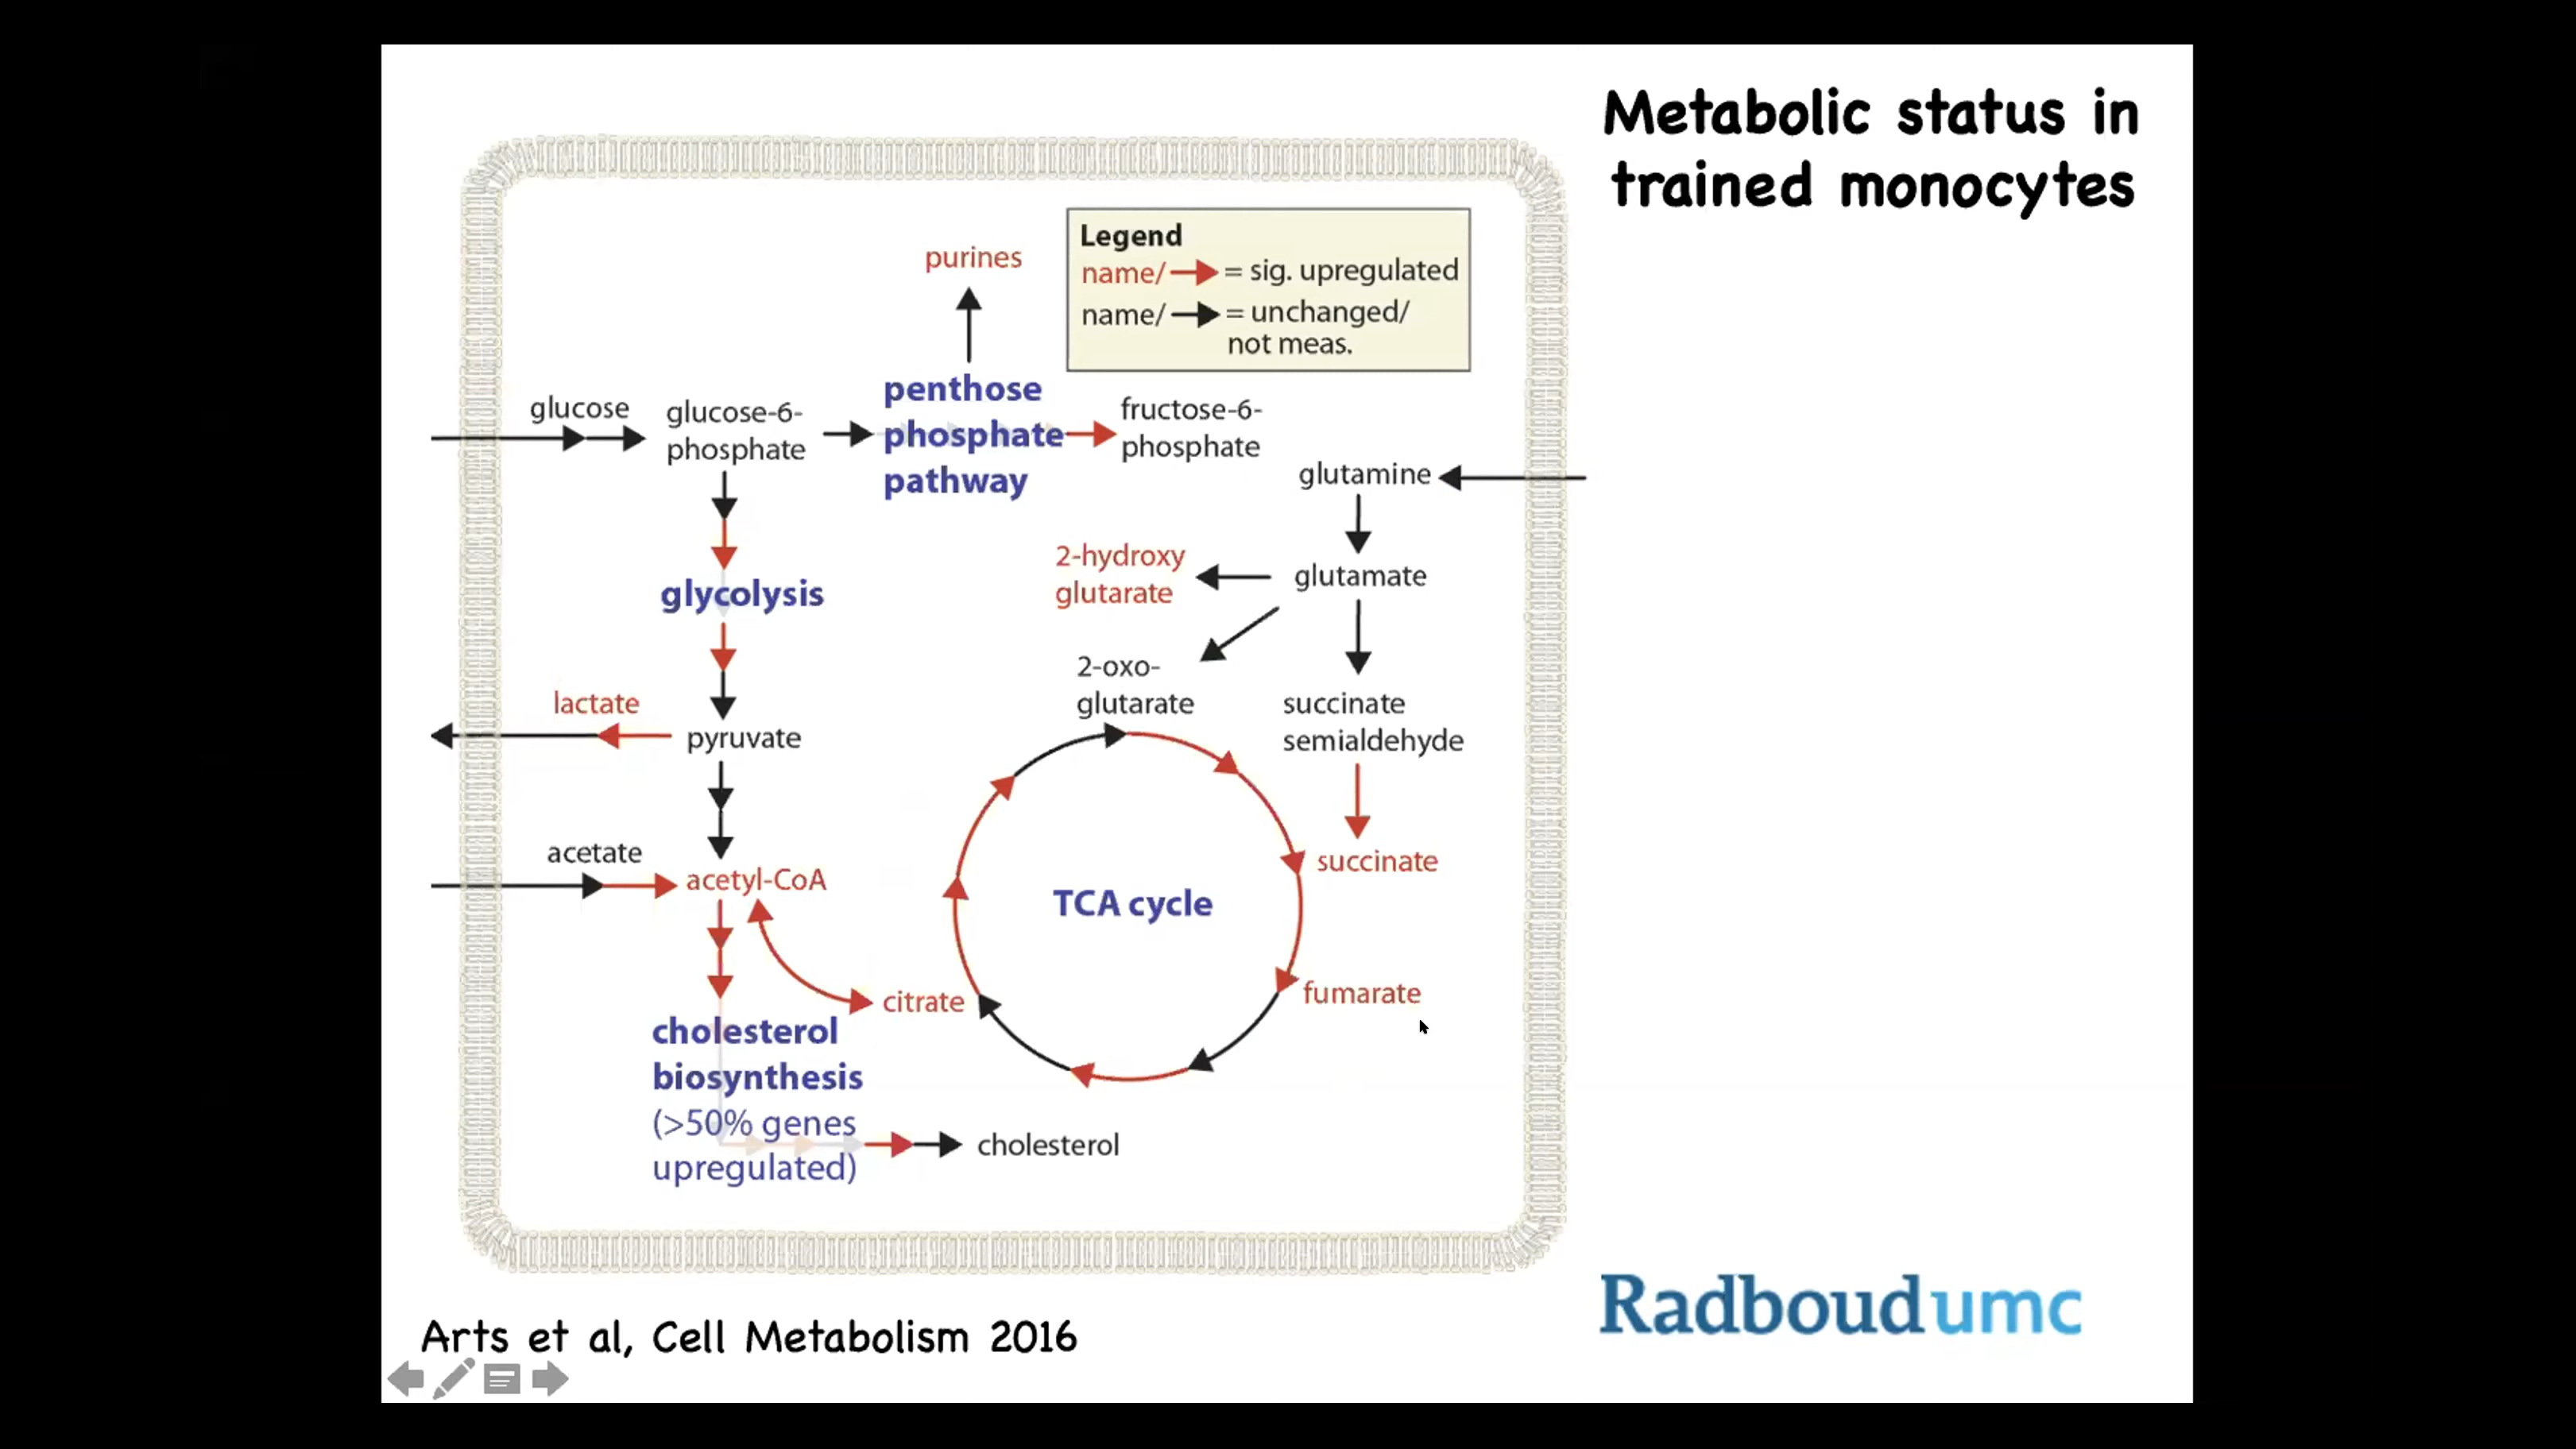 Metabolic status in
trained monocytes
Legend
name/ = sig. upregulated
name/ = unchanged/
not meas.
purines
penthose
phosphate
pathway
glucose
glucose-6-
phosphate
fructose-6-
phosphate
glutamine
glycolysis
2-hydroxy
glutarate
glutamate
2-oxo-
glutarate
succinate
semialdehyde
lactate
pyruvate
acetate
acetyl-CoA
succinate
TCA cycle
citrate
fumarate
cholesterol
biosynthesis
(>50% genes
upregulated)
cholesterol
Arts et al, Cell Metabolism 2016
Radboudumc